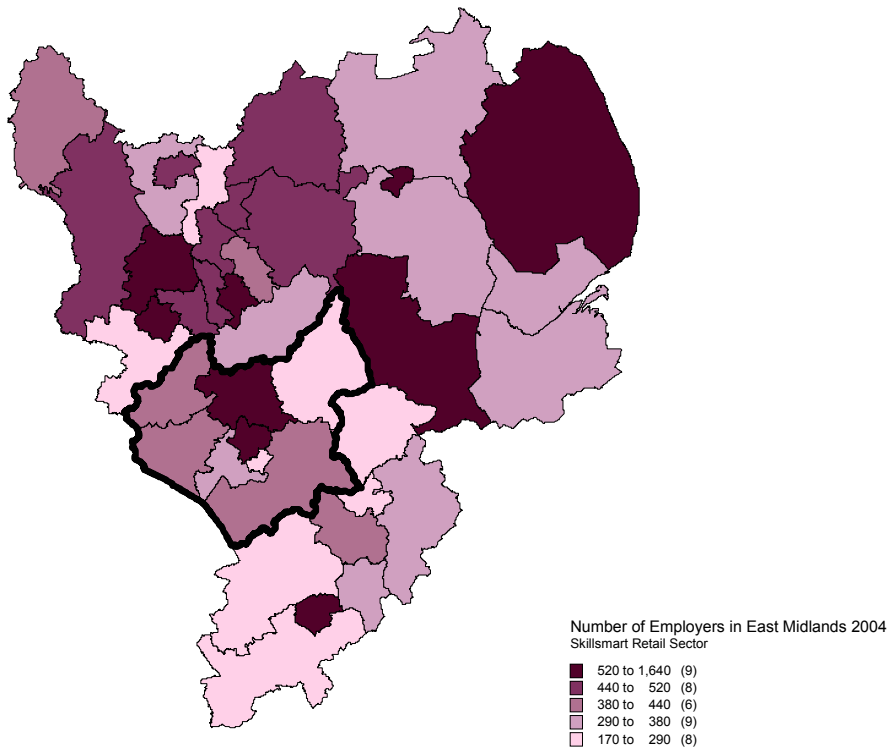 Number of Employers in East Midlands 2004
Skillsmart Retail Sector
520 to 1,640 (9)
440 to 520 (8)
380 to 440 (6)
290 to 380 (9)
170 to 290 (8)